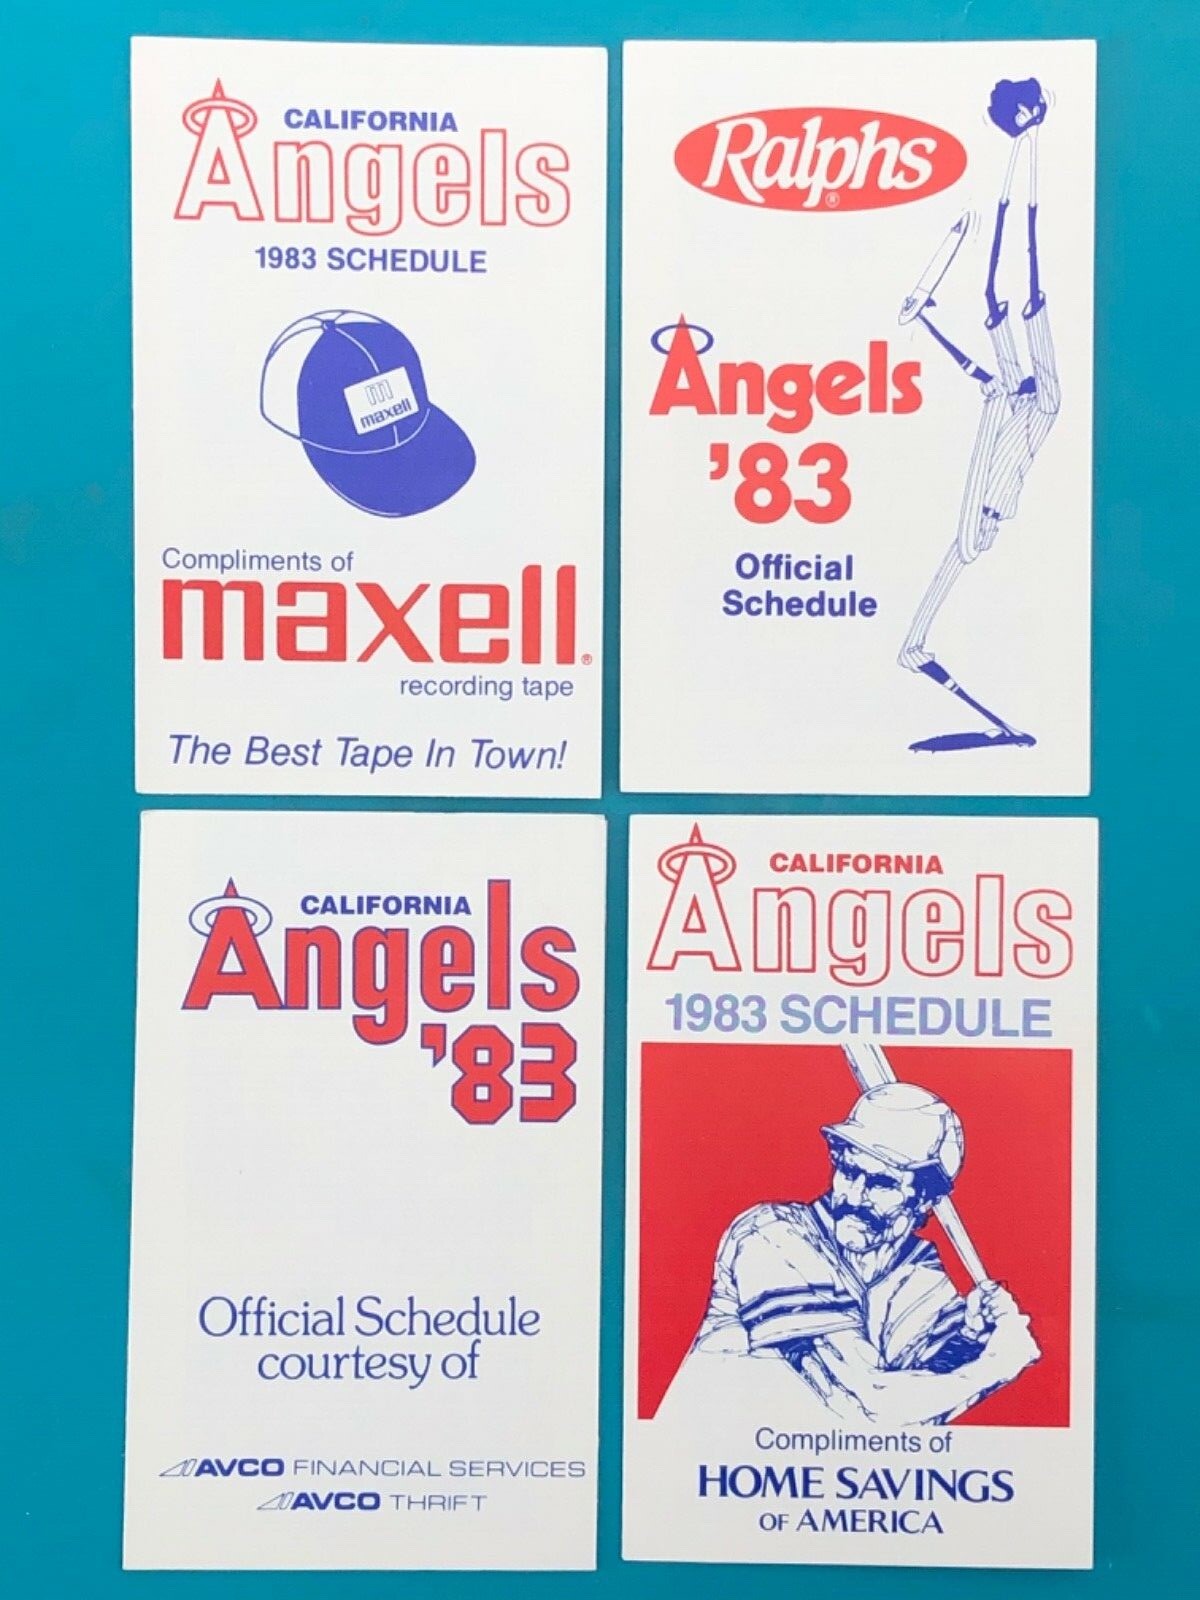 CALIFORNIA
Angels
1983 SCHEDULE
m
maxell
Compliments of
maxell®
recording tape
The Best Tape In Town!
Ralphs
®
Angels
'83
Official
Schedule
CALIFORNIA
Angels
'83
Official Schedule
courtesy of
AVCO FINANCIAL SERVICES
AVCO THRIFT
CALIFORNIA
Angels
1983 SCHEDULE
Compliments of
HOME SAVINGS
OF AMERICA